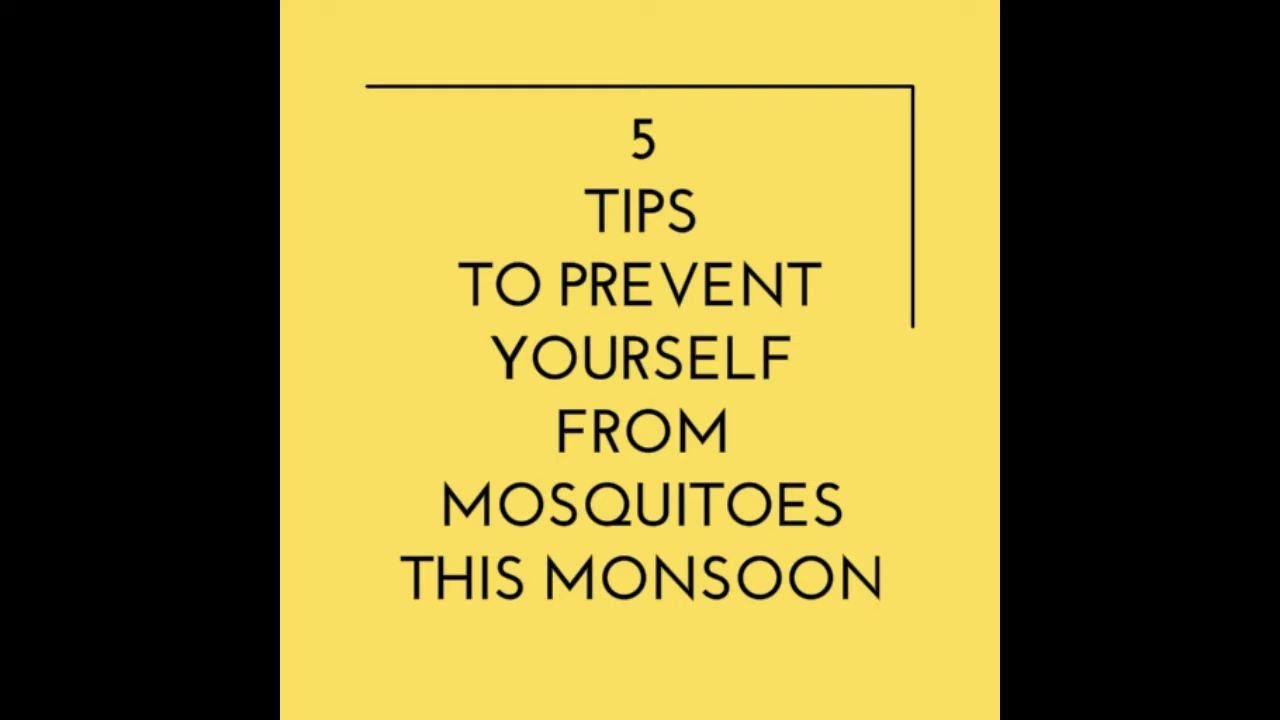 5
TIPS
TO PREVENT
YOURSELF
FROM
MOSQUITOES
THIS MONSOON